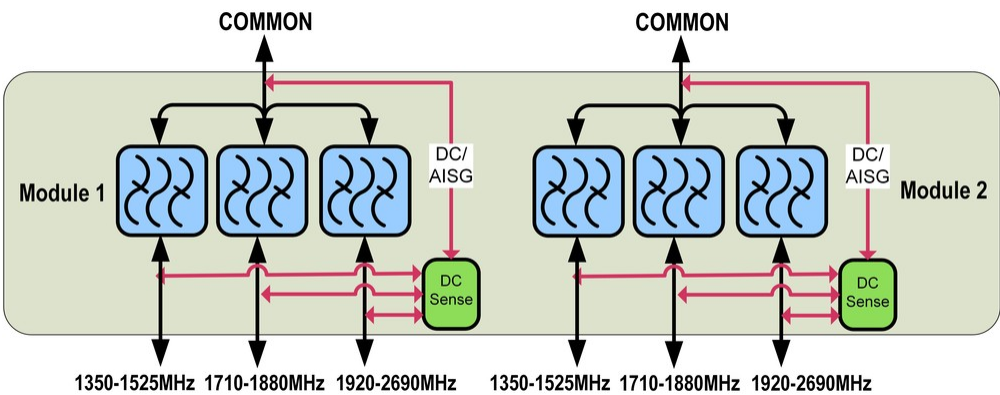 COMMON
COMMON
DC/
AISG
DC/
AISG
Module 1
Module 2
DC
Sense
DC
Sense
1350-1525MHz 1710-1880MHz 1920-2690MHz
1350-1525MHz 1710-1880MHz 1920-2690MHz